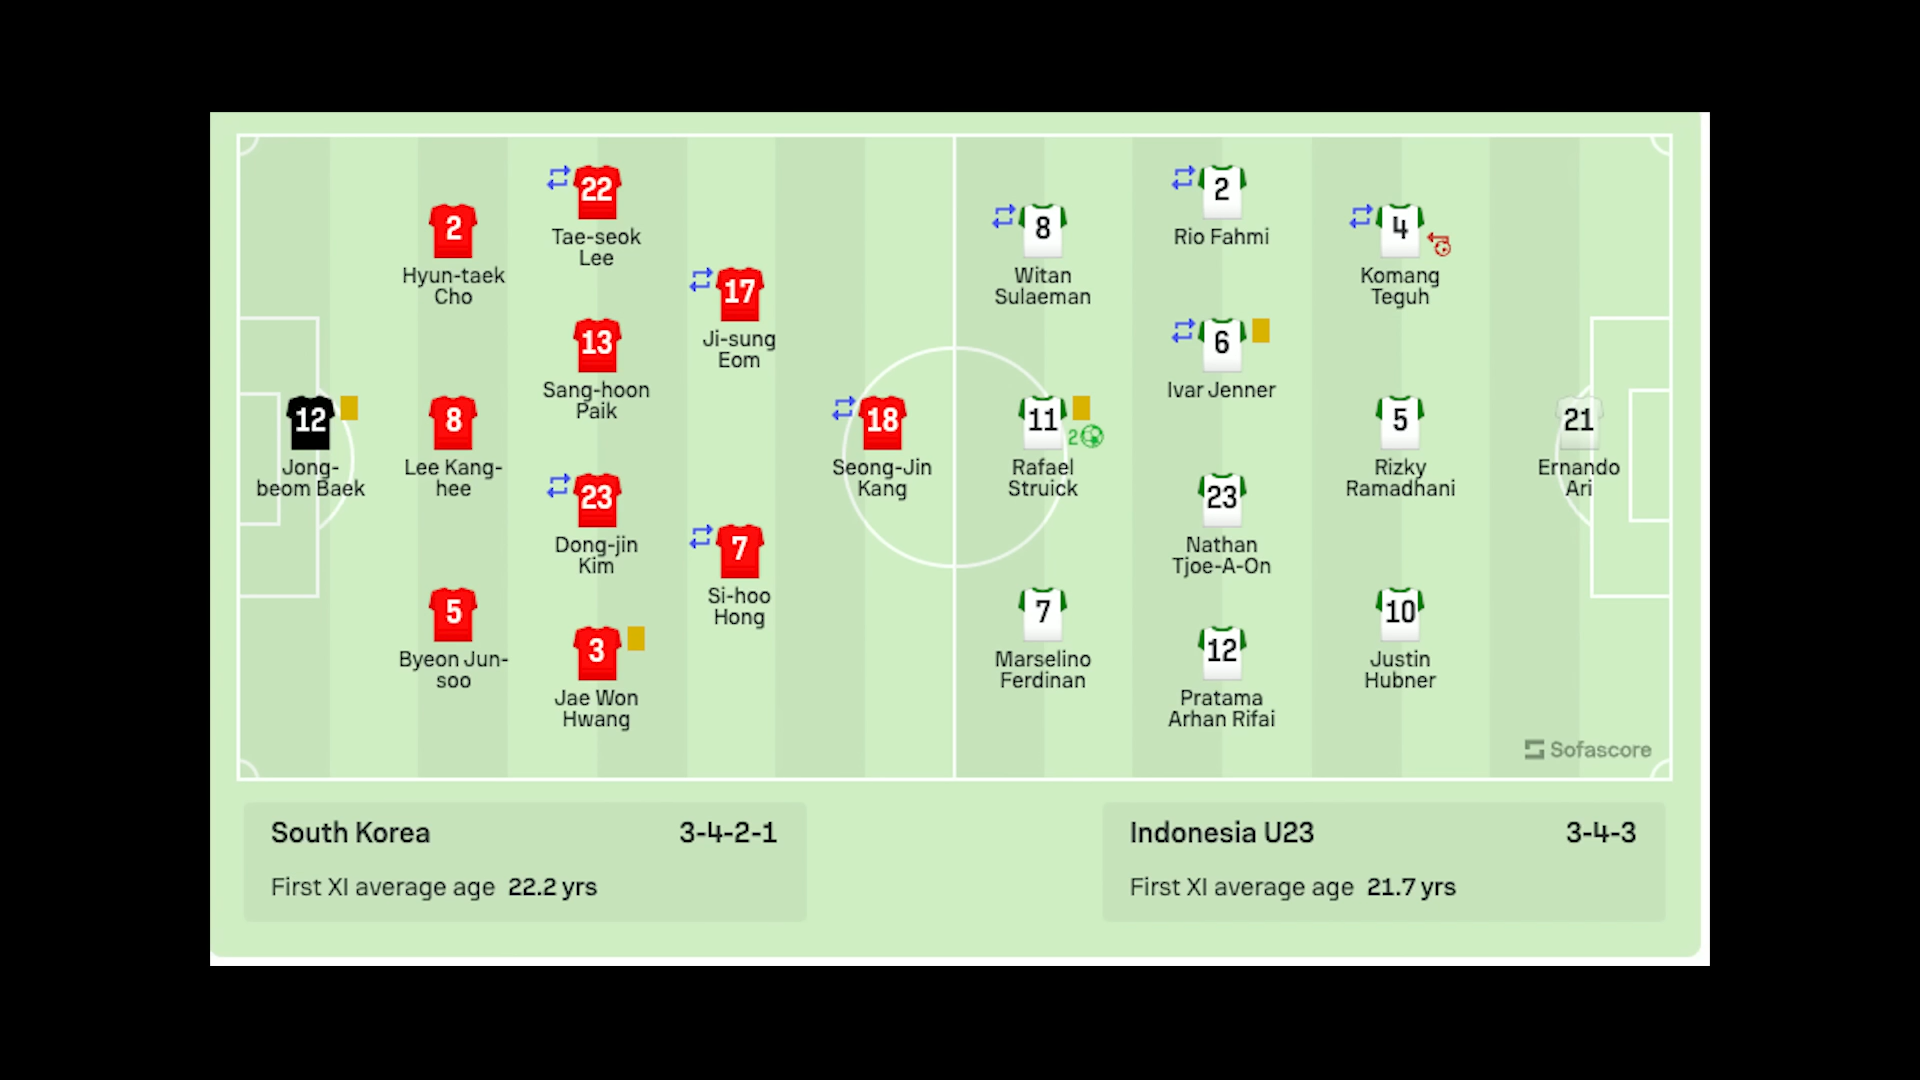 22
Tae-seok
Lee
2
Hyun-taek
Cho
17
Ji-sung
Eom
13
Sang-hoon
Paik
12
Jong-
beom Baek
8
Lee Kang-
hee
18
Seong-Jin
Kang
23
Dong-jin
Kim
7
Si-hoo
Hong
5
Byeon Jun-
soo
3
Jae Won
Hwang
2
Rio Fahmi
8
Witan
Sulaeman
4
Komang
Teguh
6
Ivar Jenner
11
2
Rafael
Struick
5
Rizky
Ramadhani
21
Ernando
Ari
23
Nathan
Tjoe-A-On
7
Marselino
Ferdinan
10
Justin
Hubner
12
Pratama
Arhan Rifai
Sofascore
South Korea 3-4-2-1
First XI average age 22.2 yrs
Indonesia U23 3-4-3
First XI average age 21.7 yrs